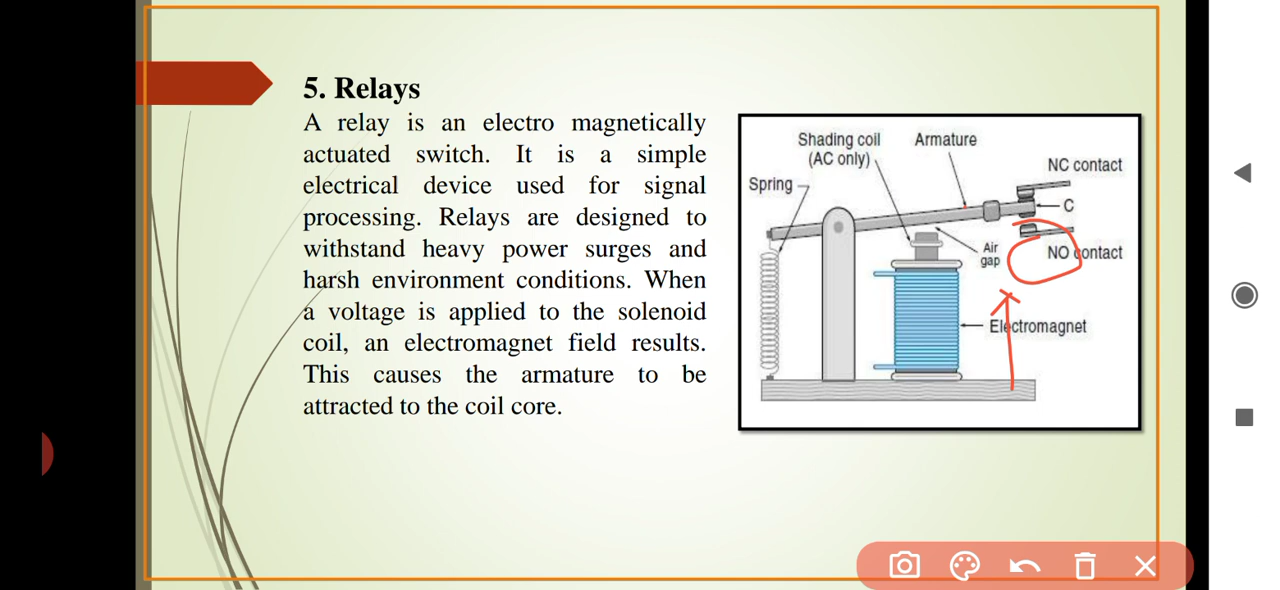 5. Relays
A relay is an electro magnetically
actuated switch. It is a simple
electrical device used for signal
processing. Relays are designed to
withstand heavy power surges and
harsh environment conditions. When
a voltage is applied to the solenoid
coil, an electromagnet field results.
This causes the armature to be
attracted to the coil core.
Shading coil
(AC only)
Armature
NC contact
Spring
C
Air
gap
NO contact
Electromagnet